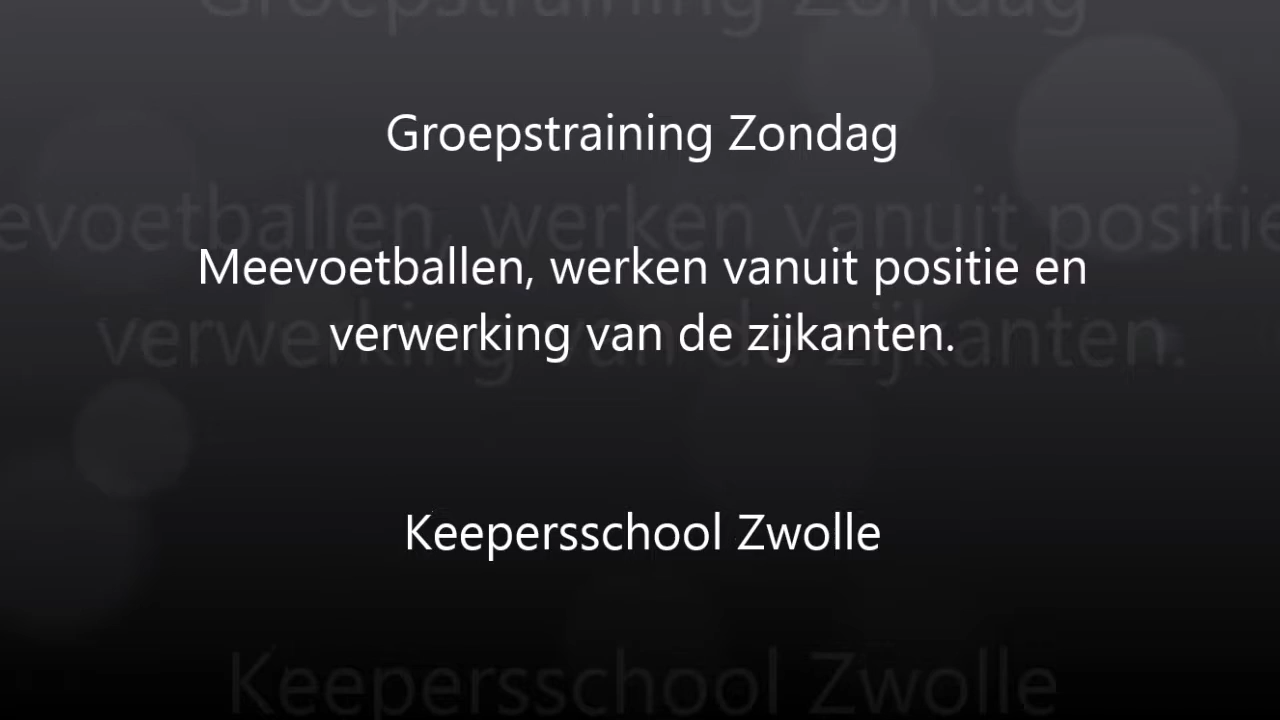 Groepstraining Zondag
Meevoetballen, werken vanuit positie en
verwerking van de zijkanten.
Keepersschool Zwolle